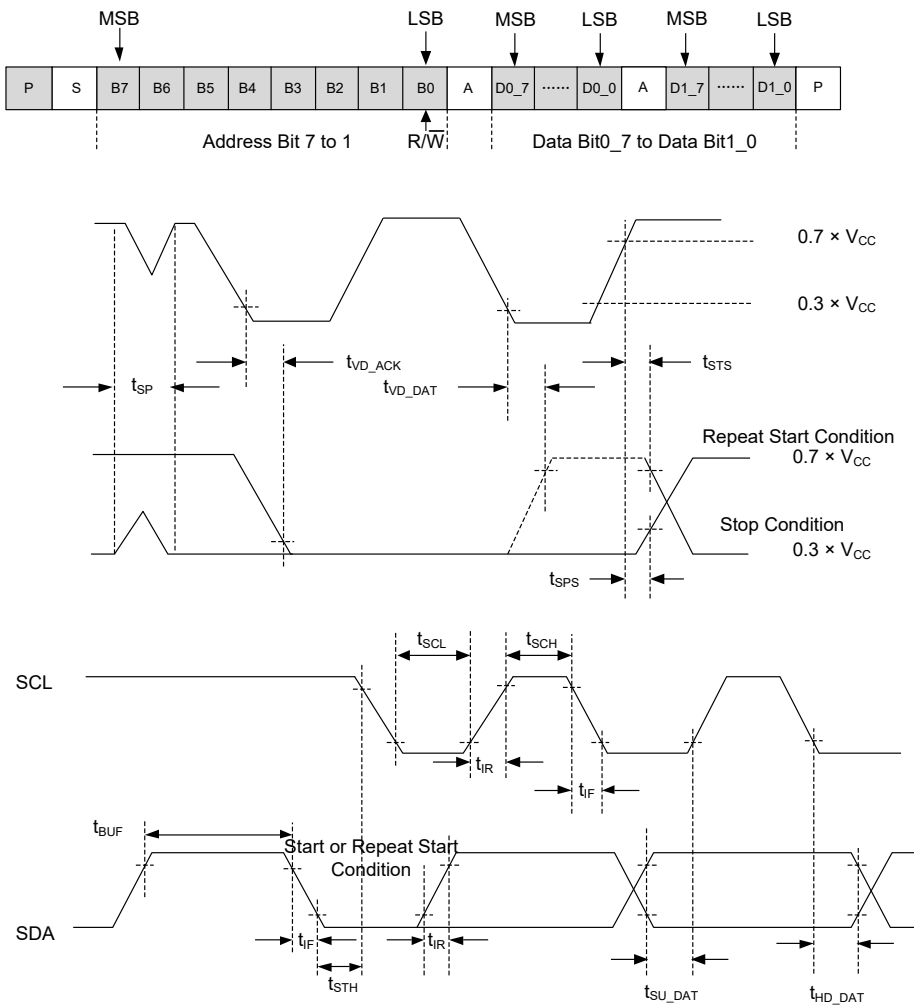 MSB LSB MSB LSB MSB LSB
P S B7 B6 B5 B4 B3 B2 B1 B0 A D0_7 ...... D0_0 A D1_7 ...... D1_0 P
Address Bit 7 to 1 R/W̅ Data Bit0_7 to Data Bit1_0
0.7 × VCC
0.3 × VCC
tSP
tVD_ACK
tVD_DAT
tSTS
Repeat Start Condition
0.7 × VCC
Stop Condition
0.3 × VCC
tSPS
tSCL tSCH
SCL
tIR
tIF
tBUF
Start or Repeat Start
Condition
SDA
tIF
tIR
tSTH
tSU_DAT
tHD_DAT